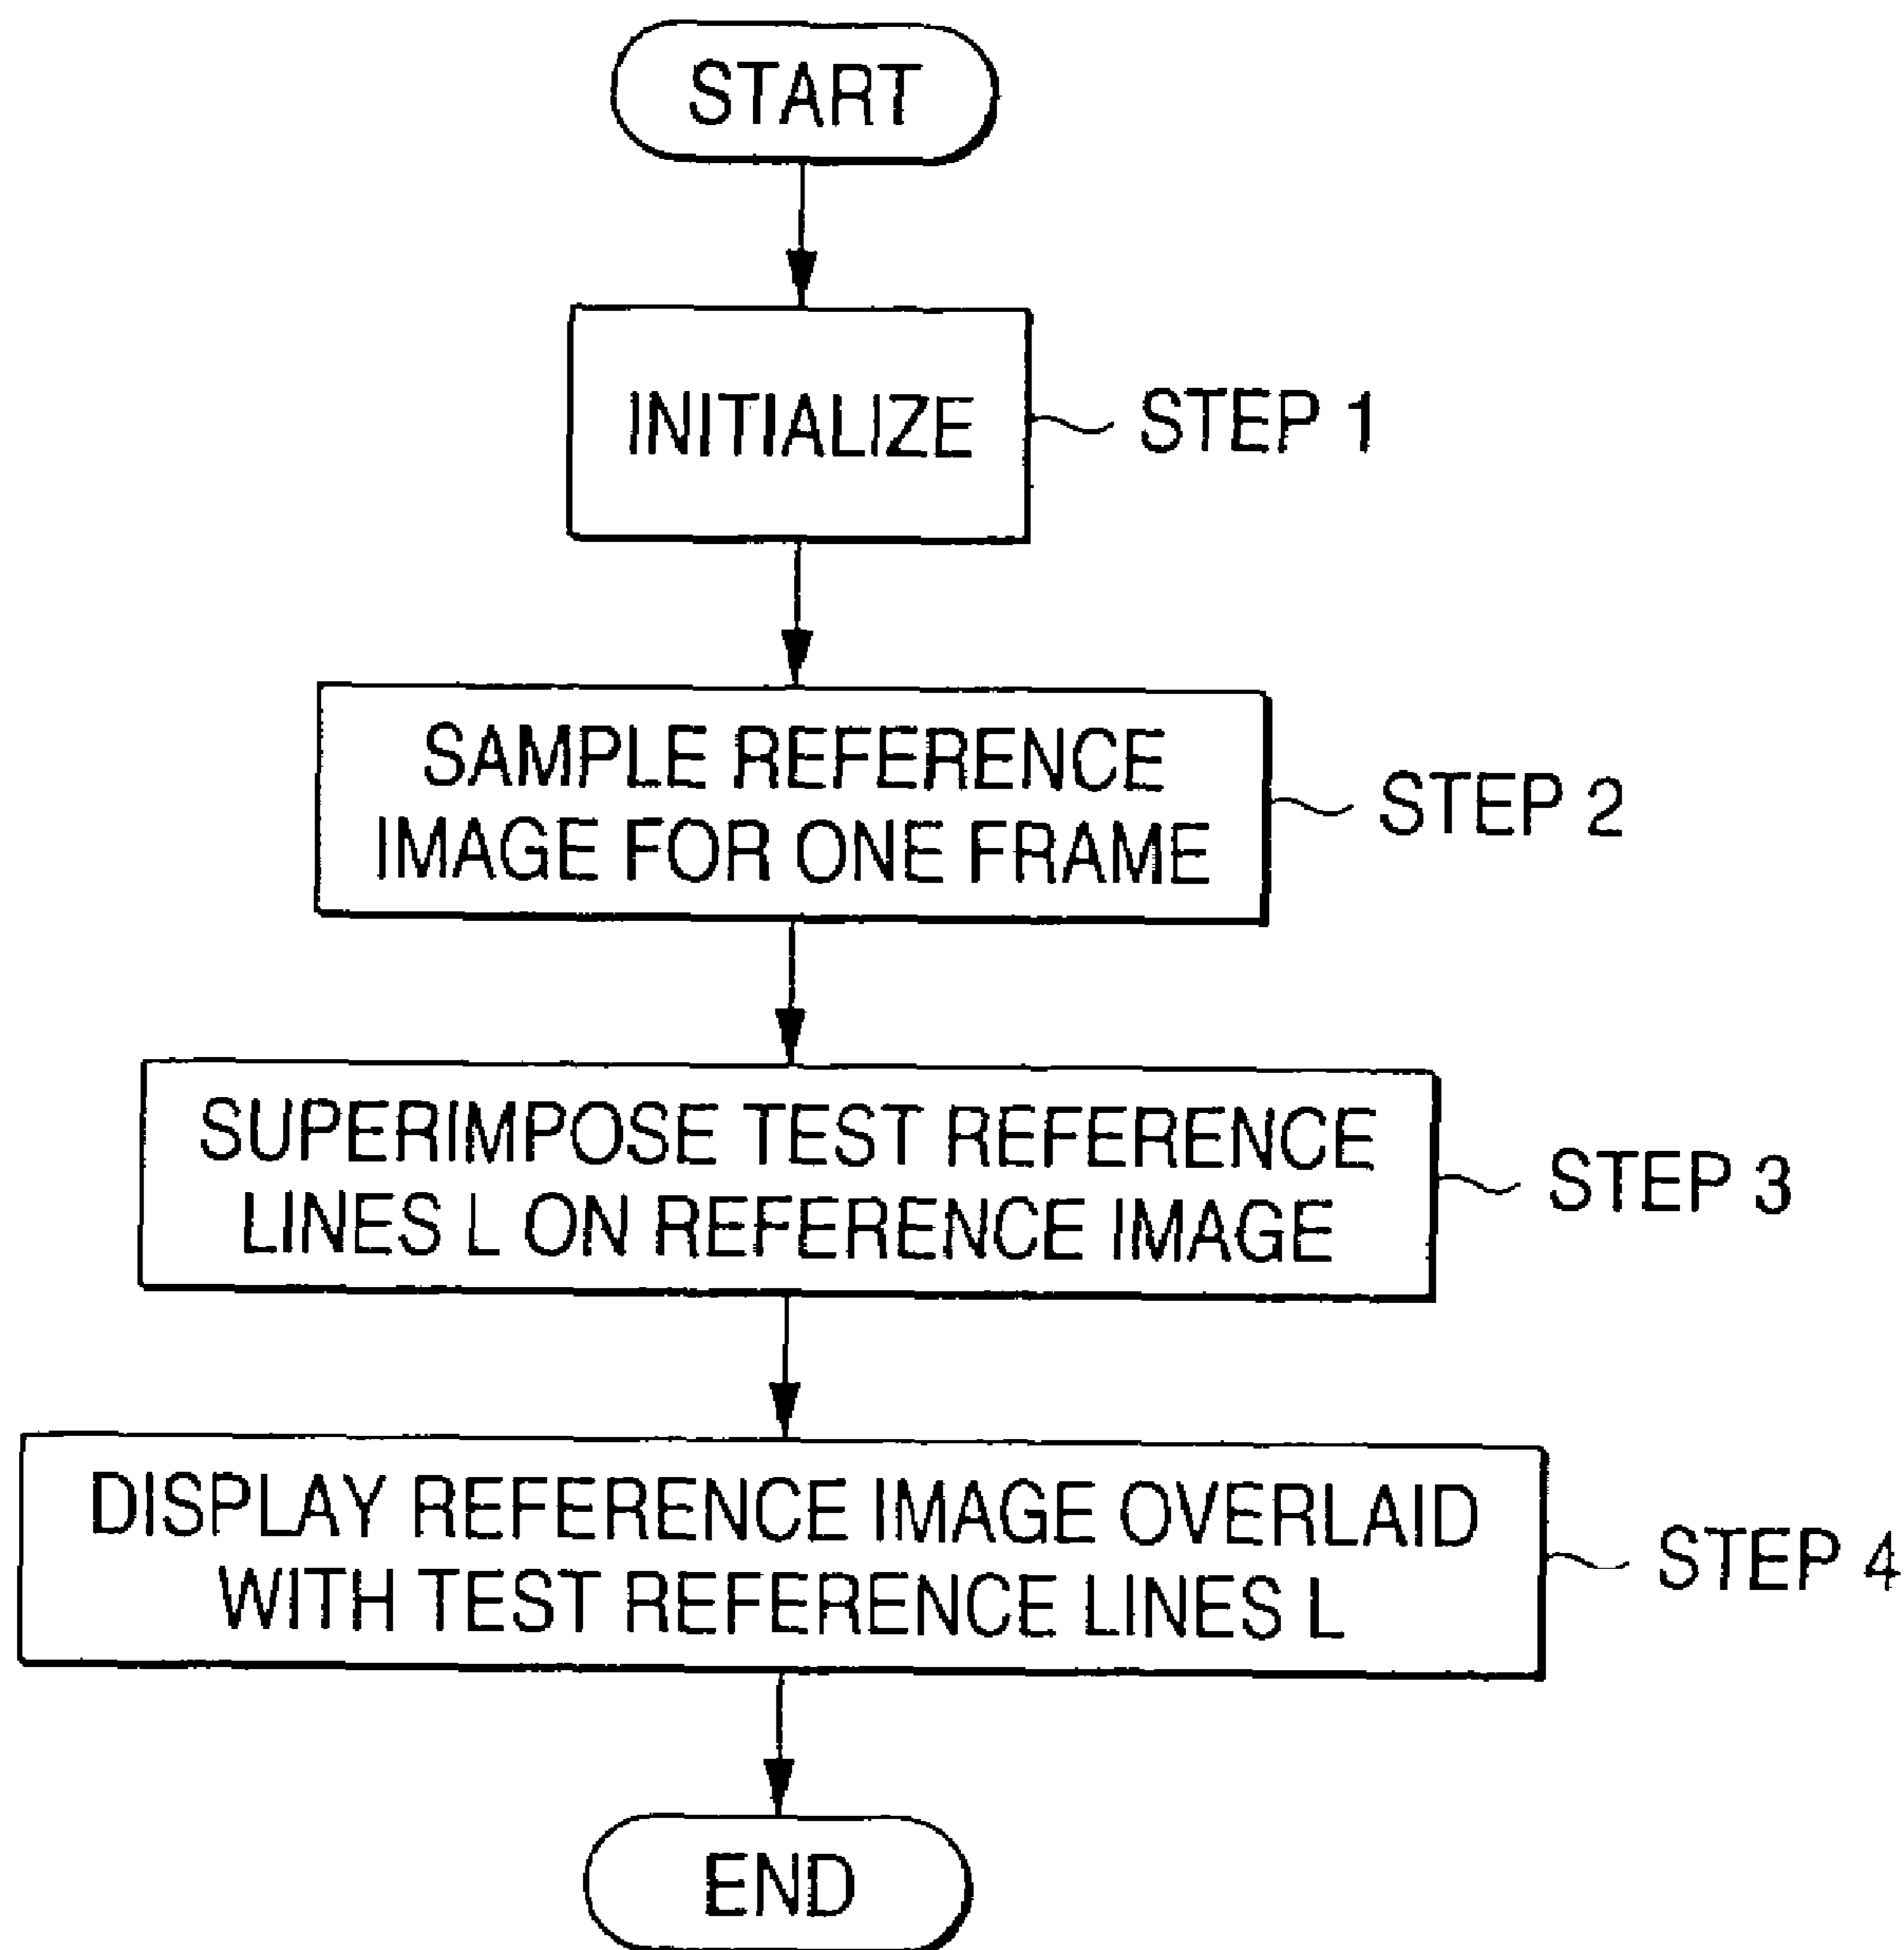 START
INITIALIZE
STEP 1
SAMPLE REFERENCE
IMAGE FOR ONE FRAME
STEP 2
SUPERIMPOSE TEST REFERENCE
LINES L ON REFERENCE IMAGE
STEP 3
DISPLAY REFERENCE IMAGE OVERLAID
WITH TEST REFERENCE LINES L
STEP 4
END